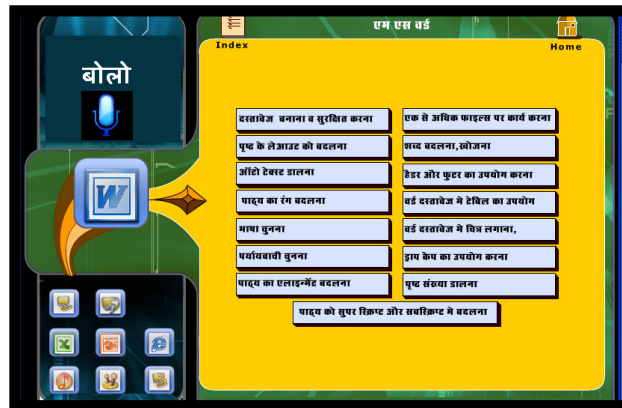 एम एस वर्ड
Index
Home
बोलो
दस्तावेज बनाना व सुरक्षित करना
एक से अधिक फाइल्स पर कार्य करना
पृष्ट के लेआउट को बदलना
शब्द बदलना,खोजना
ऑटो टेक्स्ट डालना
हेडर और फुटर का उपयोग करना
पाठ्य का रंग बदलना
वर्ड दस्तावेज मे टेबिल का उपयोग
भाषा चुनना
वर्ड दस्तावेज में चित्र लगाना,
पर्यायवाची चुनना
ड्राप केप का उपयोग करना
पाठ्य का एलाइन्मेंट बदलना
पृष्ट संख्या डालना
पाठ्य को सुपर स्क्रिप्ट और सबस्क्रिप्ट मे बदलना
W